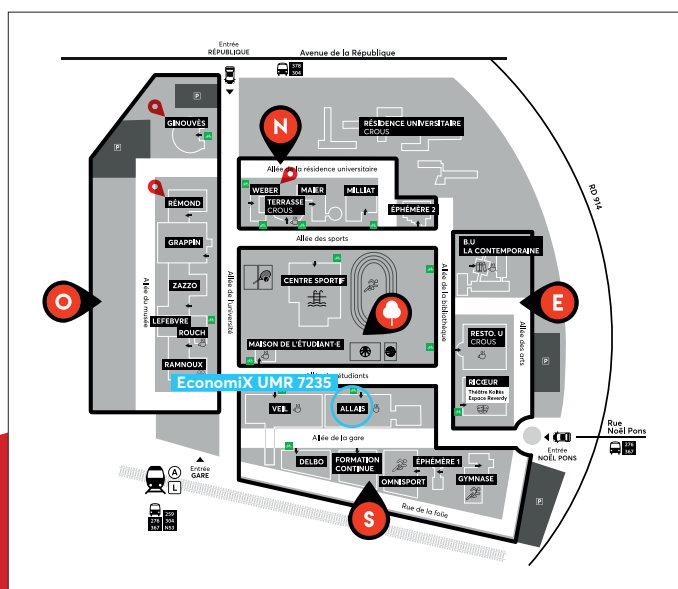 Entrée
RÉPUBLIQUE
Avenue de la République
378
304
P
GINOUVÈS
P
N
RÉSIDENCE UNIVERSITAIRE
CROUS
RD 914
Allée de la résidence universitaire
WEBER
MAIER
MILLIAT
TERRASSE
CROUS
ÉPHÉMÈRE 2
RÉMOND
GRAPPIN
Allée des sports
B.U
LA CONTEMPORAINE
CENTRE SPORTIF
ZAZZO
Allée du musée
Allée de l'université
Allée de la bibliothèque
Allée des arts
O
E
LEFEBVRE
ROUCH
RESTO. U
CROUS
MAISON DE L'ÉTUDIANT·E
RAMNOUX
étudiants
EconomiX UMR 7235
RICŒUR
Théâtre Koltès
Espace Reverdy
VEIL
ALLAIS
Allée de la gare
Rue
Noël Pons
Entrée
NOËL PONS
276
367
DELBO
FORMATION
CONTINUE
ÉPHÉMÈRE 1
OMNISPORT
GYMNASE
Entrée
GARE
A
L
P
S
Rue de la folie
259
276 304
367 N53